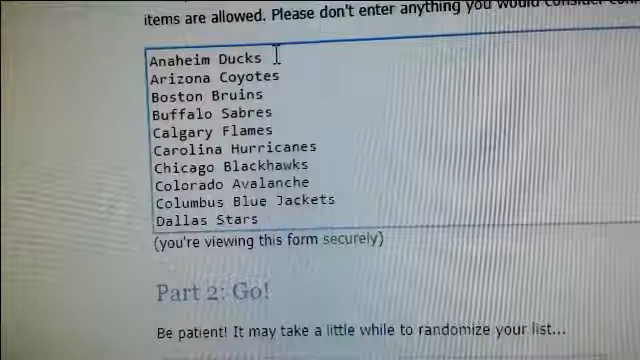 items are allowed. Please don't enter anything you would consider
Anaheim Ducks
Arizona Coyotes
Boston Bruins
Buffalo Sabres
Calgary Flames
Carolina Hurricanes
Chicago Blackhawks
Colorado Avalanche
Columbus Blue Jackets
Dallas Stars
(you're viewing this form securely)
Part 2: Go!
Be patient! It may take a little while to randomize your list...